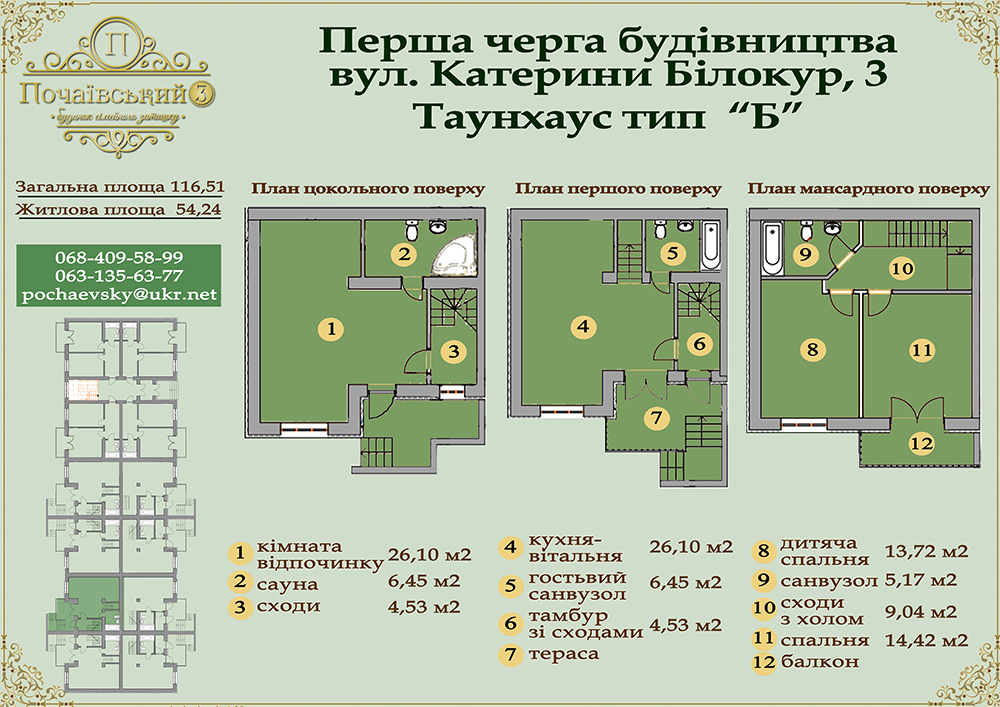 П
Почаївський 3
• будинок сімейного затишку •
Перша черга будівництва
вул. Катерини Білокур, 3
Таунхаус тип “Б”
Загальна площа 116,51
Житлова площа 54,24
068-409-58-99
063-135-63-77
pochaevsky@ukr.net
План цокольного поверху
План першого поверху
План мансардного поверху
1
2
3
4
5
6
7
8
9
10
11
12
1 кімната
відпочинку 26,10 м2
2 сауна 6,45 м2
3 сходи 4,53 м2
4 кухня-
вітальня 26,10 м2
5 гостьвий
санвузол 6,45 м2
6 тамбур
зі сходами 4,53 м2
7 тераса
8 дитяча
спальня 13,72 м2
9 санвузол 5,17 м2
10 сходи
з холом 9,04 м2
11 спальня 14,42 м2
12 балкон